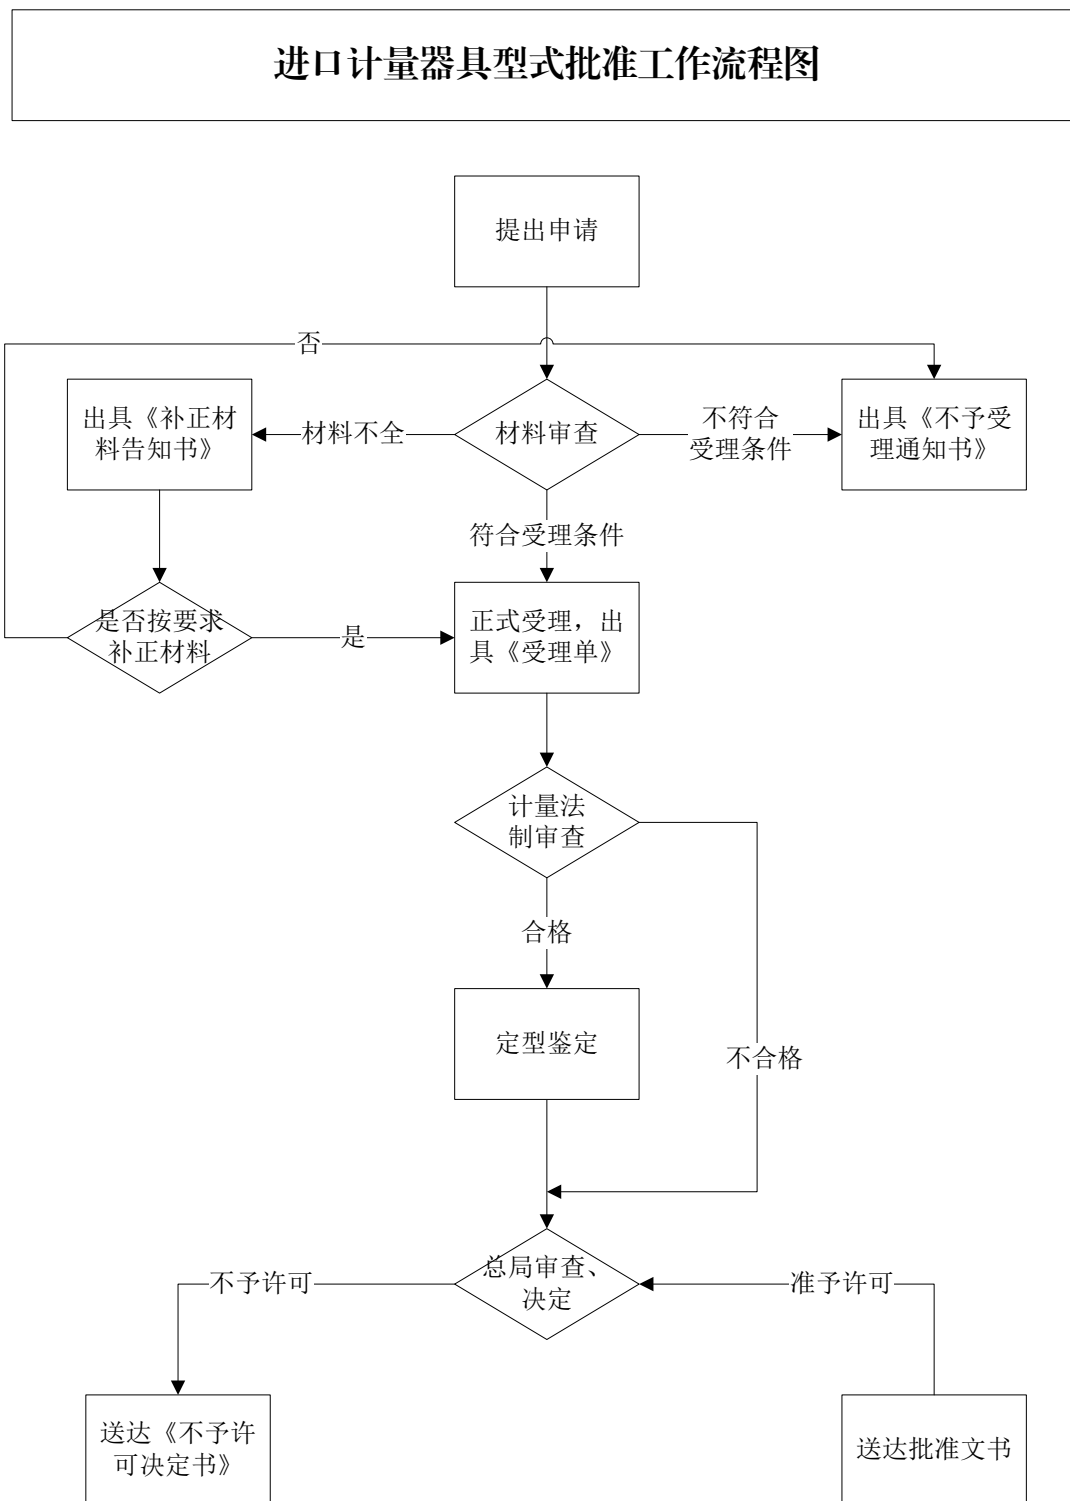 进口计量器具型式批准工作流程图
提出申请
否
出具《补正材
料告知书》
材料不全
材料审查
不符合
受理条件
出具《不予受
理通知书》
符合受理条件
是否按要求
补正材料
是
正式受理，出
具《受理单》
计量法
制审查
合格
定型鉴定
不合格
不予许可
总局审查、
决定
准予许可
送达《不予许
可决定书》
送达批准文书